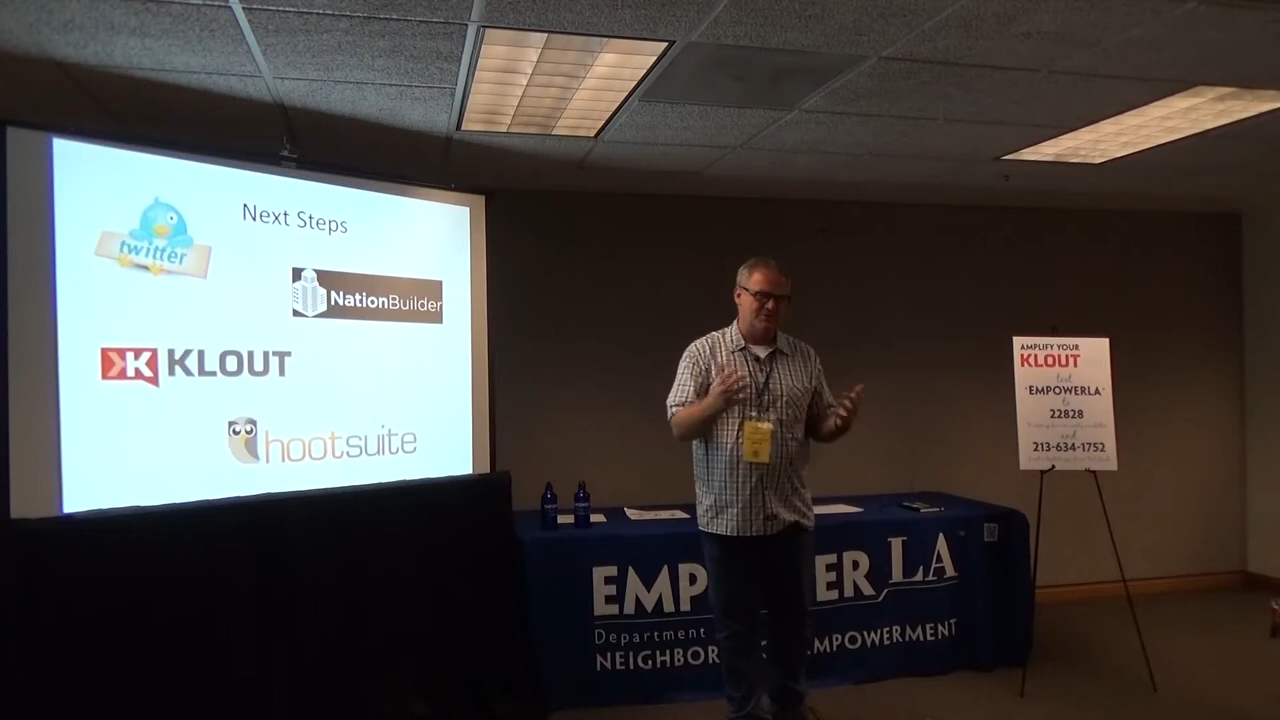 Next Steps
twitter
NationBuilder
KLOUT
hootsuite
AMPLIFY YOUR
KLOUT
text
"EMPOWERLA"
to
22828
and
213-634-1752
EMP ER LA
Department
NEIGHBOR MPOWERMENT